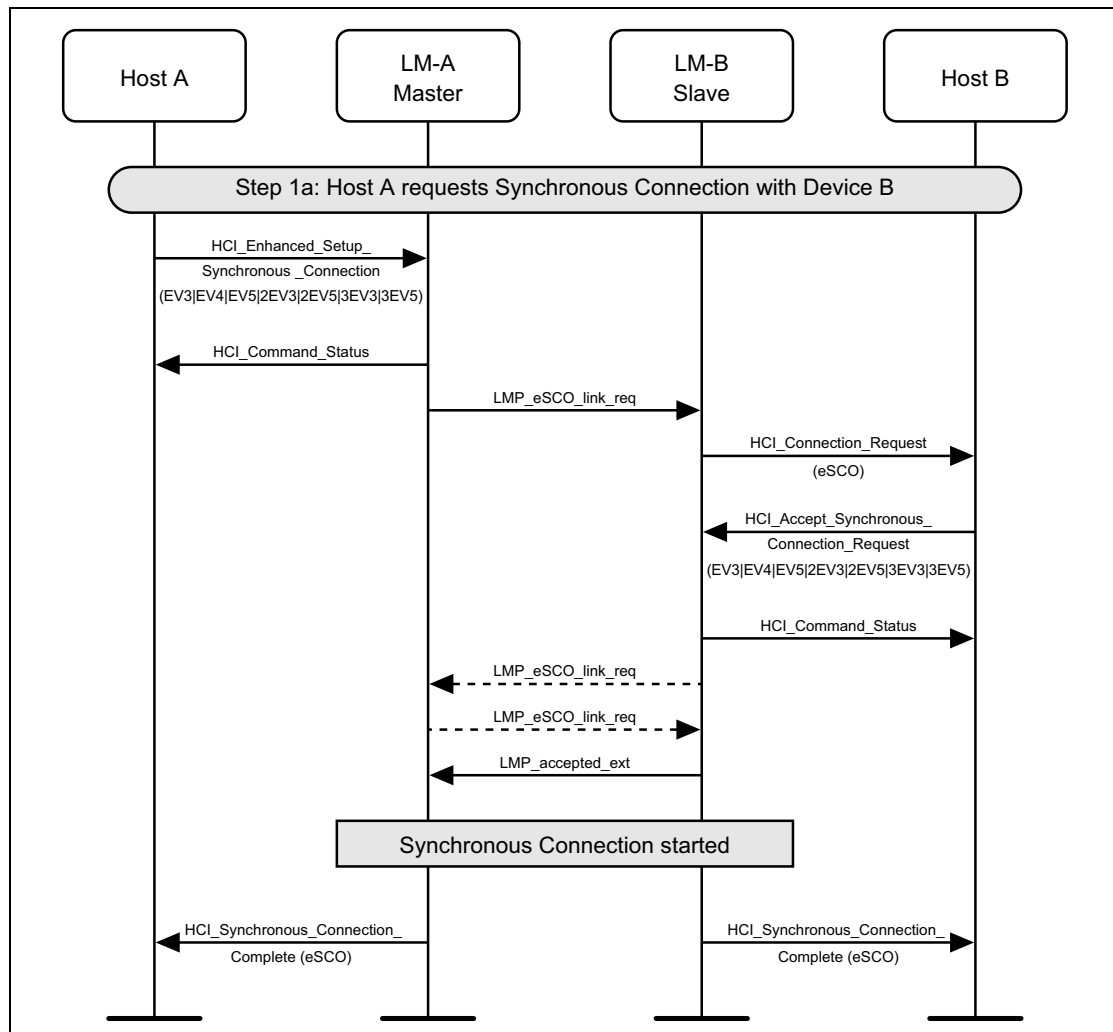 Host A
LM-A
Master
LM-B
Slave
Host B
Step 1a: Host A requests Synchronous Connection with Device B
HCI_Enhanced_Setup_
Synchronous _Connection
(EV3|EV4|EV5|2EV3|2EV5|3EV3|3EV5)
HCI_Command_Status
LMP_eSCO_link_req
HCI_Connection_Request
(eSCO)
HCI_Accept_Synchronous_
Connection_Request
(EV3|EV4|EV5|2EV3|2EV5|3EV3|3EV5)
HCI_Command_Status
LMP_eSCO_link_req
LMP_eSCO_link_req
LMP_accepted_ext
Synchronous Connection started
HCI_Synchronous_Connection_
Complete (eSCO)
HCI_Synchronous_Connection_
Complete (eSCO)